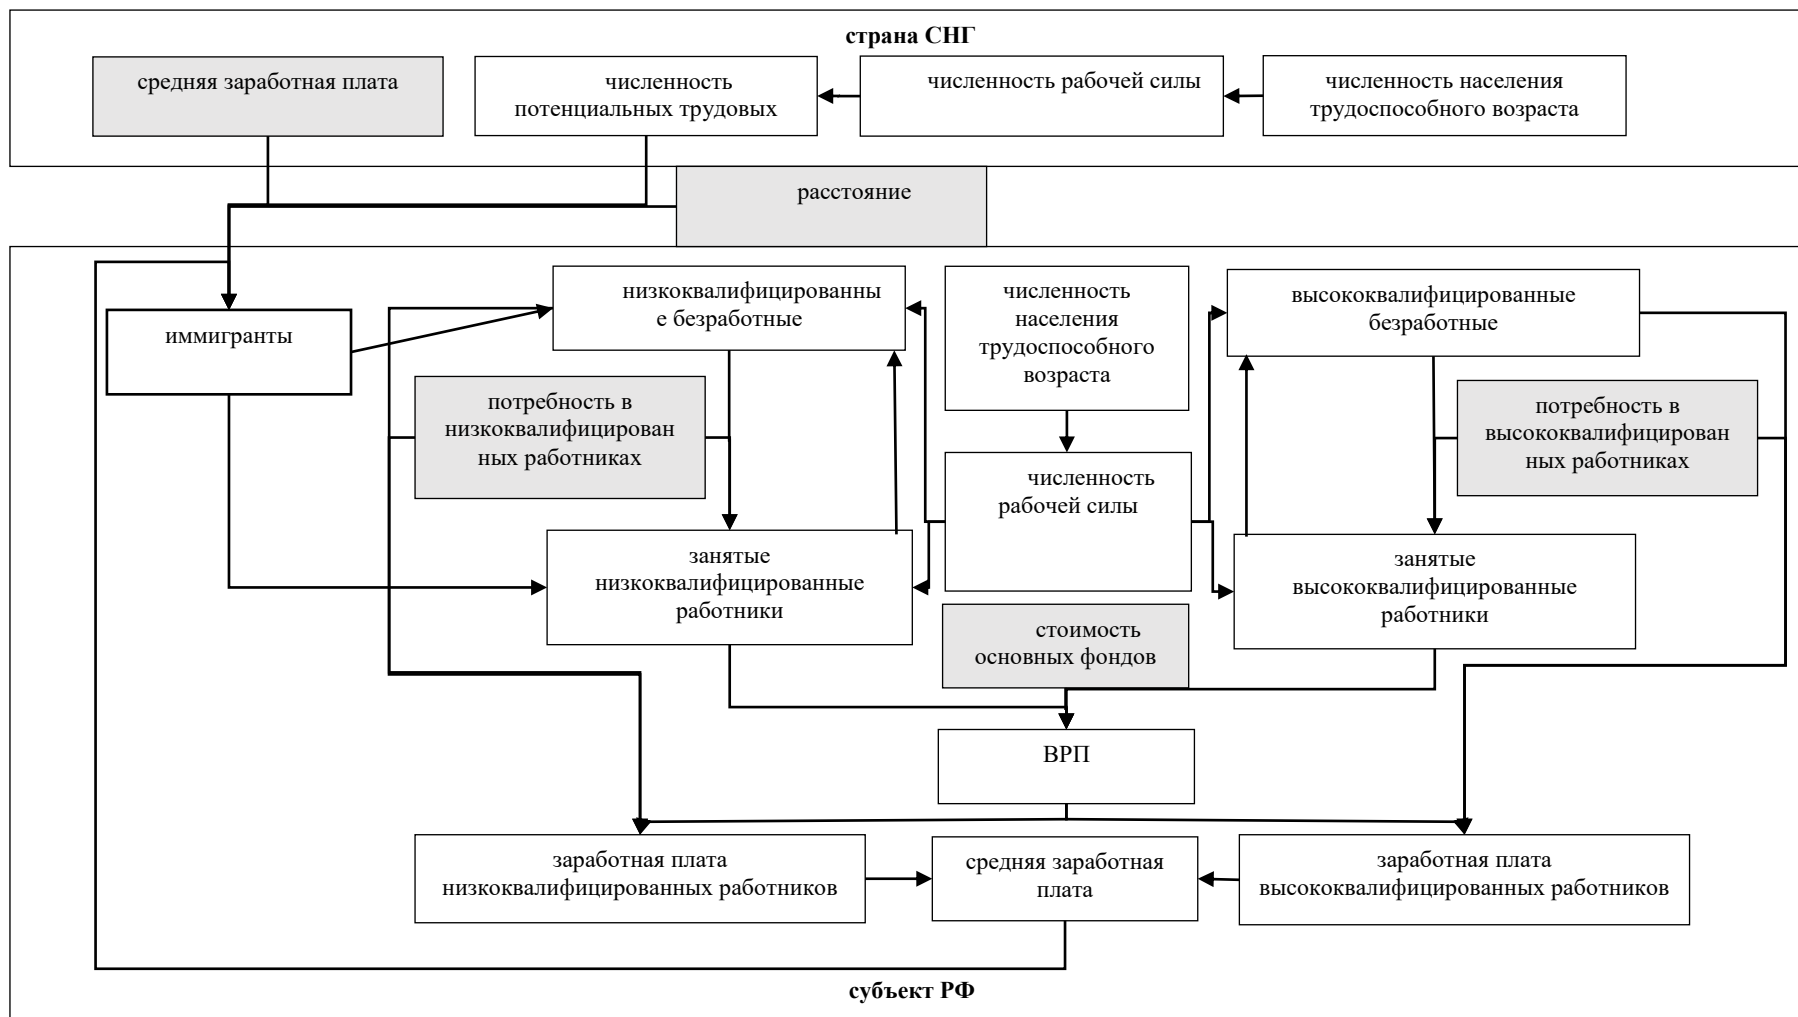 страна СНГ
средняя заработная плата
численность
потенциальных трудовых
численность рабочей силы
численность населения
трудоспособного возраста
расстояние
иммигранты
низкоквалифицированны
е безработные
численность
населения
трудоспособного
возраста
высококвалифицированные
безработные
потребность в
низкоквалифицирован
ных работниках
потребность в
высококвалифицирован
ных работниках
численность
рабочей силы
занятые
низкоквалифицированные
работники
занятые
высококвалифицированные
работники
стоимость
основных фондов
ВРП
заработная плата
низкоквалифицированных работников
средняя заработная
плата
заработная плата
высококвалифицированных работников
субъект РФ